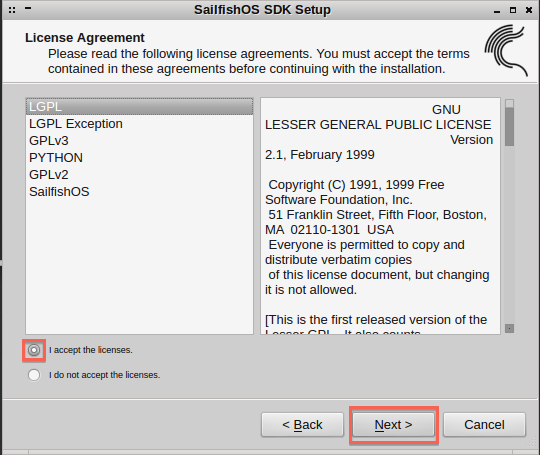 SailfishOS SDK Setup
License Agreement
Please read the following license agreements. You must accept the terms
contained in these agreements before continuing with the installation.
LGPL
LGPL Exception
GPLv3
PYTHON
GPLv2
SailfishOS
GNU
LESSER GENERAL PUBLIC LICENSE
Version
2.1, February 1999
Copyright (C) 1991, 1999 Free
Software Foundation, Inc.
51 Franklin Street, Fifth Floor, Boston,
MA 02110-1301 USA
Everyone is permitted to copy and
distribute verbatim copies
of this license document, but changing
it is not allowed.
[This is the first released version of the
Lesser GPL. It also counts
I accept the licenses.
I do not accept the licenses.
< Back
Next >
Cancel